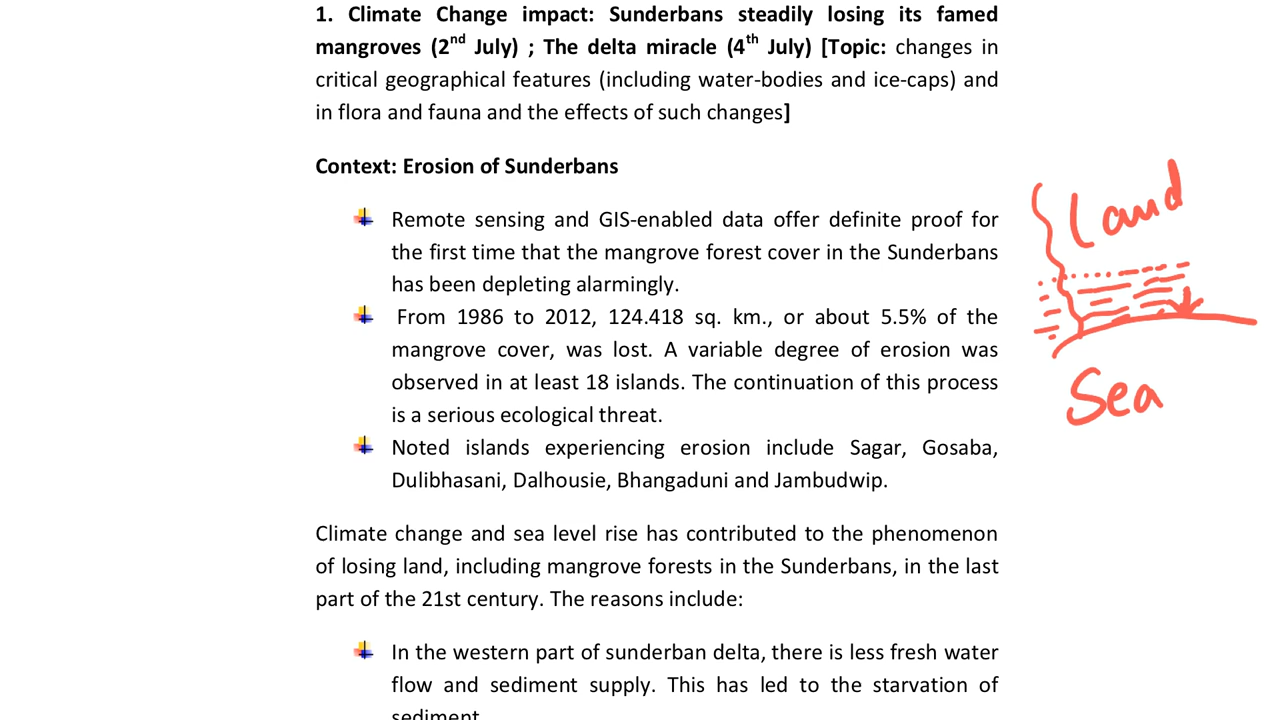 1. Climate Change impact: Sunderbans steadily losing its famed
mangroves (2nd July) ; The delta miracle (4th July) [Topic: changes in
critical geographical features (including water-bodies and ice-caps) and
in flora and fauna and the effects of such changes]
Context: Erosion of Sunderbans
Remote sensing and GIS-enabled data offer definite proof for
the first time that the mangrove forest cover in the Sunderbans
has been depleting alarmingly.
From 1986 to 2012, 124.418 sq. km., or about 5.5% of the
mangrove cover, was lost. A variable degree of erosion was
observed in at least 18 islands. The continuation of this process
is a serious ecological threat.
Noted islands experiencing erosion include Sagar, Gosaba,
Dulibhasani, Dalhousie, Bhangaduni and Jambudwip.
Climate change and sea level rise has contributed to the phenomenon
of losing land, including mangrove forests in the Sunderbans, in the last
part of the 21st century. The reasons include:
In the western part of sunderban delta, there is less fresh water
flow and sediment supply. This has led to the starvation of
sediment
Land
Sea